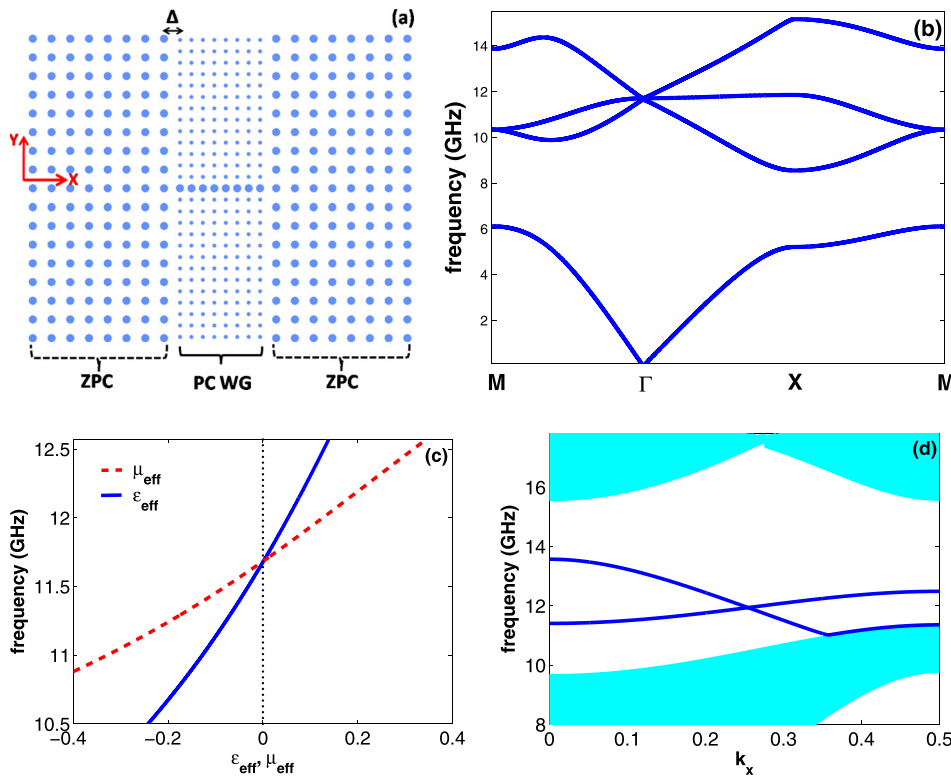 Δ
(a)
Y
X
ZPC
PC WG
ZPC
(b)
frequency (GHz)
14
12
10
8
6
4
2
M
Γ
X
M
(c)
μeff
εeff
frequency (GHz)
12.5
12
11.5
11
10.5
−0.4
−0.2
0
0.2
0.4
εeff, μeff
(d)
frequency (GHz)
16
14
12
10
8
0
0.1
0.2
0.3
0.4
0.5
kx